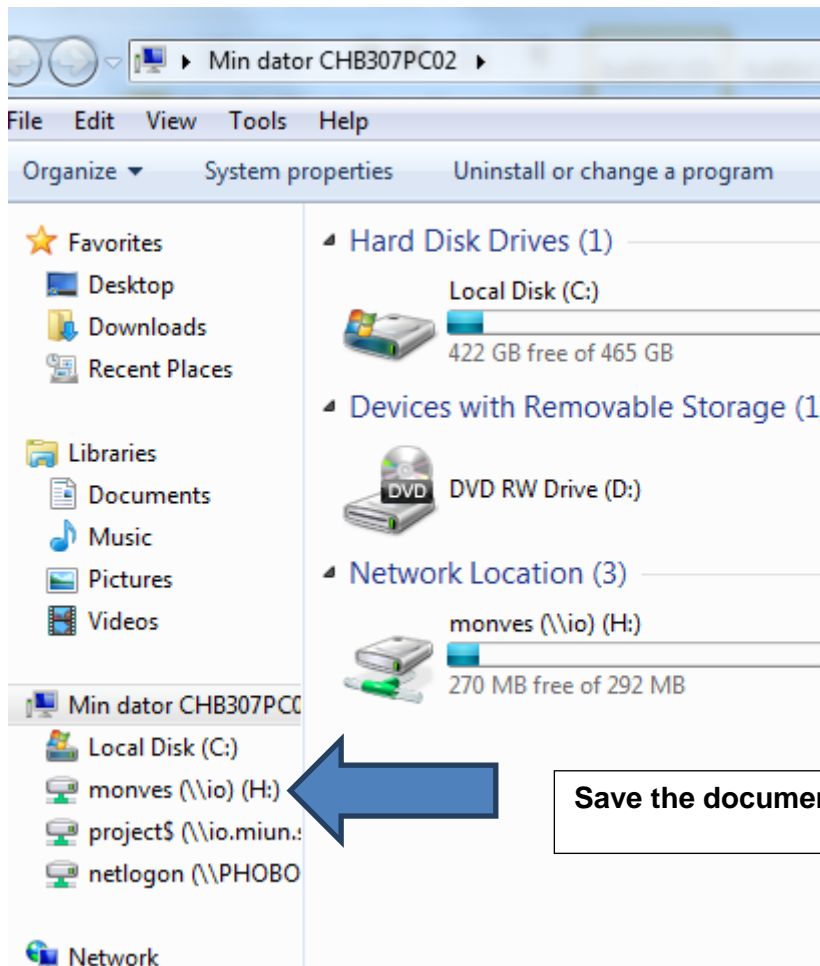 Min dator CHB307PC02
File Edit View Tools Help
Organize System properties Uninstall or change a program
Favorites
Desktop
Downloads
Recent Places
Libraries
Documents
Music
Pictures
Videos
Min dator CHB307PC0
Local Disk (C:)
monves (\\io) (H:)
project$ (\\io.miun.s
netlogon (\\PHOBO
Network
Hard Disk Drives (1)
Local Disk (C:)
422 GB free of 465 GB
Devices with Removable Storage (1
DVD
DVD RW Drive (D:)
Network Location (3)
monves (\\io) (H:)
270 MB free of 292 MB
Save the documen